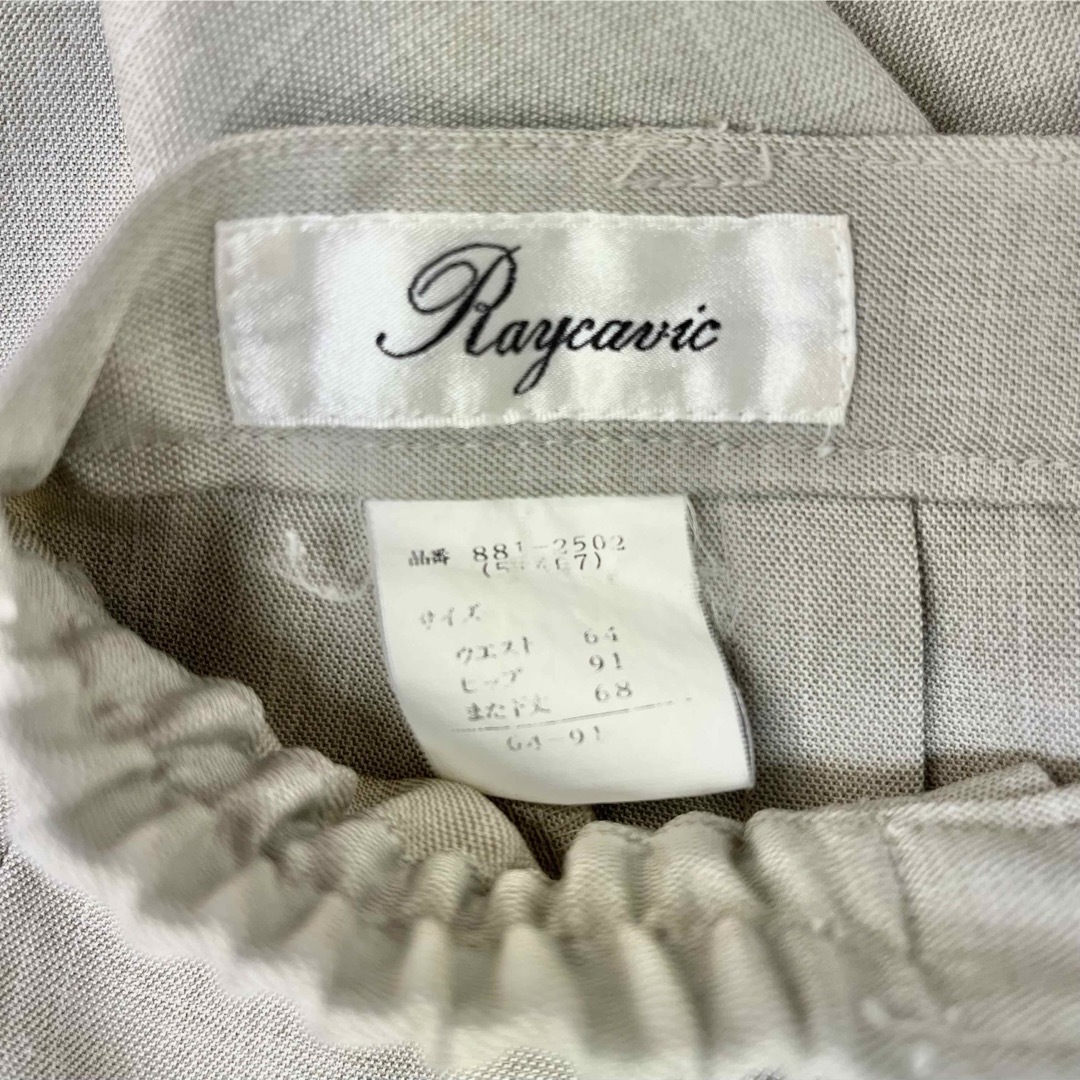 Raycavic
品番 881-2502
サイズ
ウエスト 64
ヒップ 91
また下丈 68
64-91